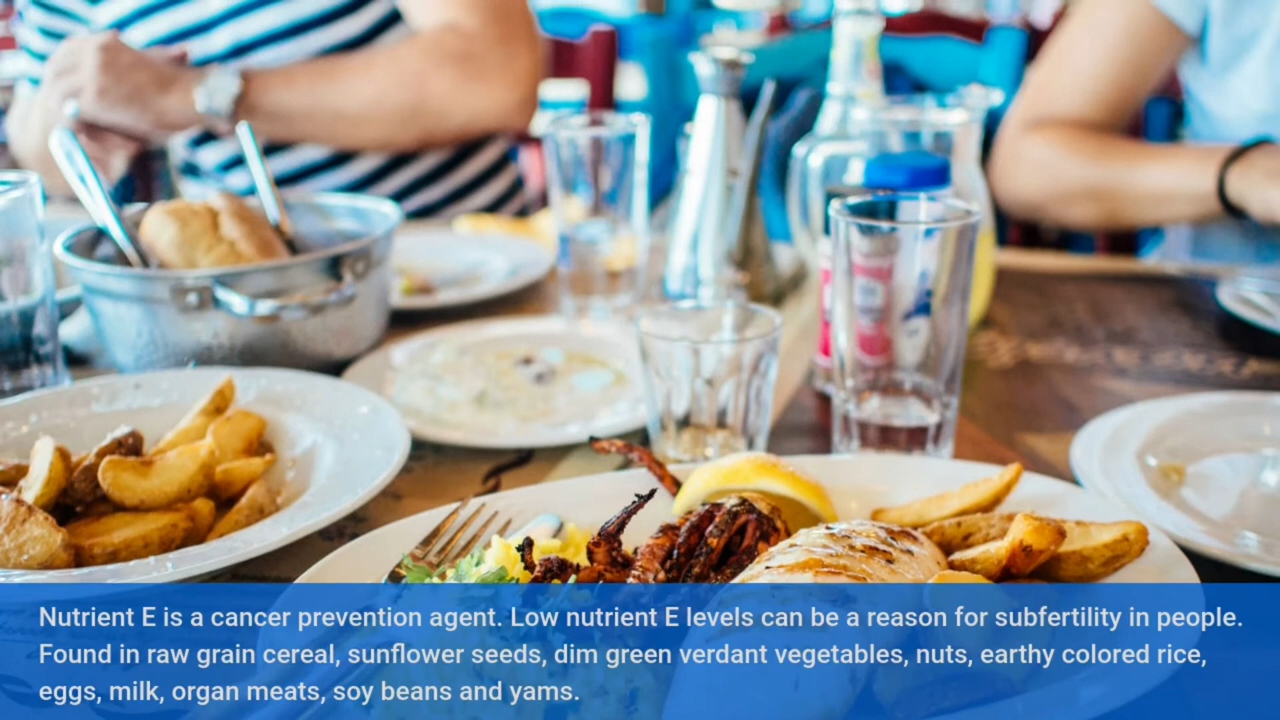 Nutrient E is a cancer prevention agent. Low nutrient E levels can be a reason for subfertility in people.
Found in raw grain cereal, sunflower seeds, dim green verdant vegetables, nuts, earthy colored rice,
eggs, milk, organ meats, soy beans and yams.